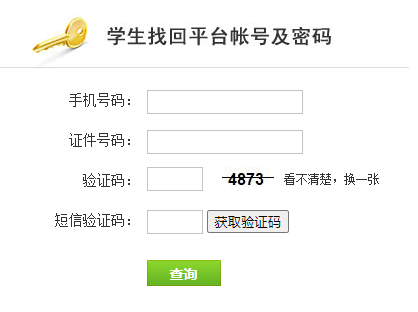 学生找回平台帐号及密码
手机号码：
证件号码：
验证码： 4873 看不清楚，换一张
短信验证码： 获取验证码
查询